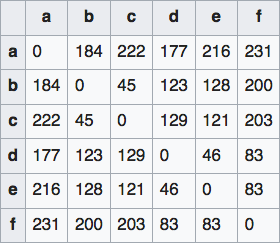 a b c d e f
a 0 184 222 177 216 231
b 184 0 45 123 128 200
c 222 45 0 129 121 203
d 177 123 129 0 46 83
e 216 128 121 46 0 83
f 231 200 203 83 83 0